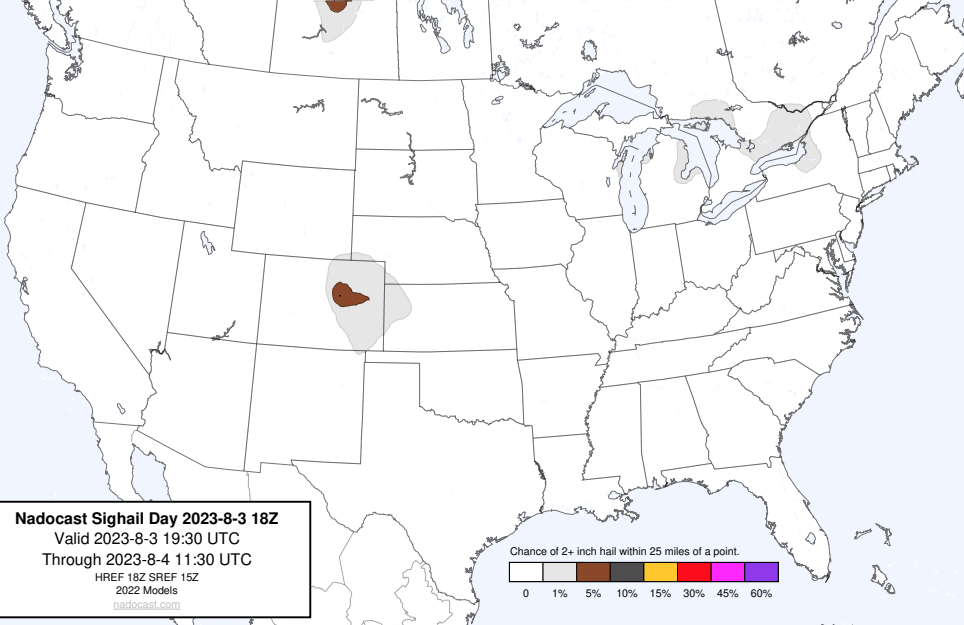 Nadocast Sighail Day 2023-8-3 18Z
Valid 2023-8-3 19:30 UTC
Through 2023-8-4 11:30 UTC
HREF 18Z SREF 15Z
2022 Models
nadocast.com
Chance of 2+ inch hail within 25 miles of a point.
0 1% 5% 10% 15% 30% 45% 60%